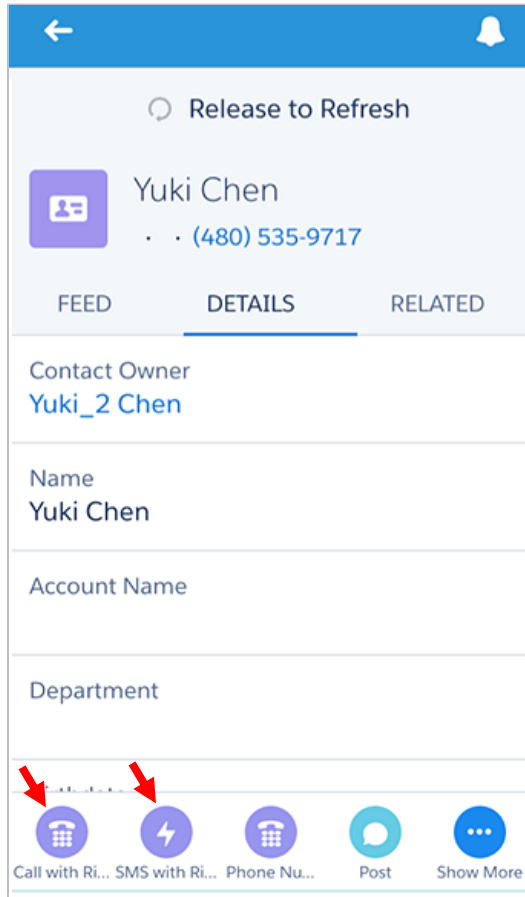 Release to Refresh
Yuki Chen
· · (480) 535-9717
FEED DETAILS RELATED
Contact Owner
Yuki_2 Chen
Name
Yuki Chen
Account Name
Department
Call with Ri... SMS with Ri... Phone Nu... Post Show More